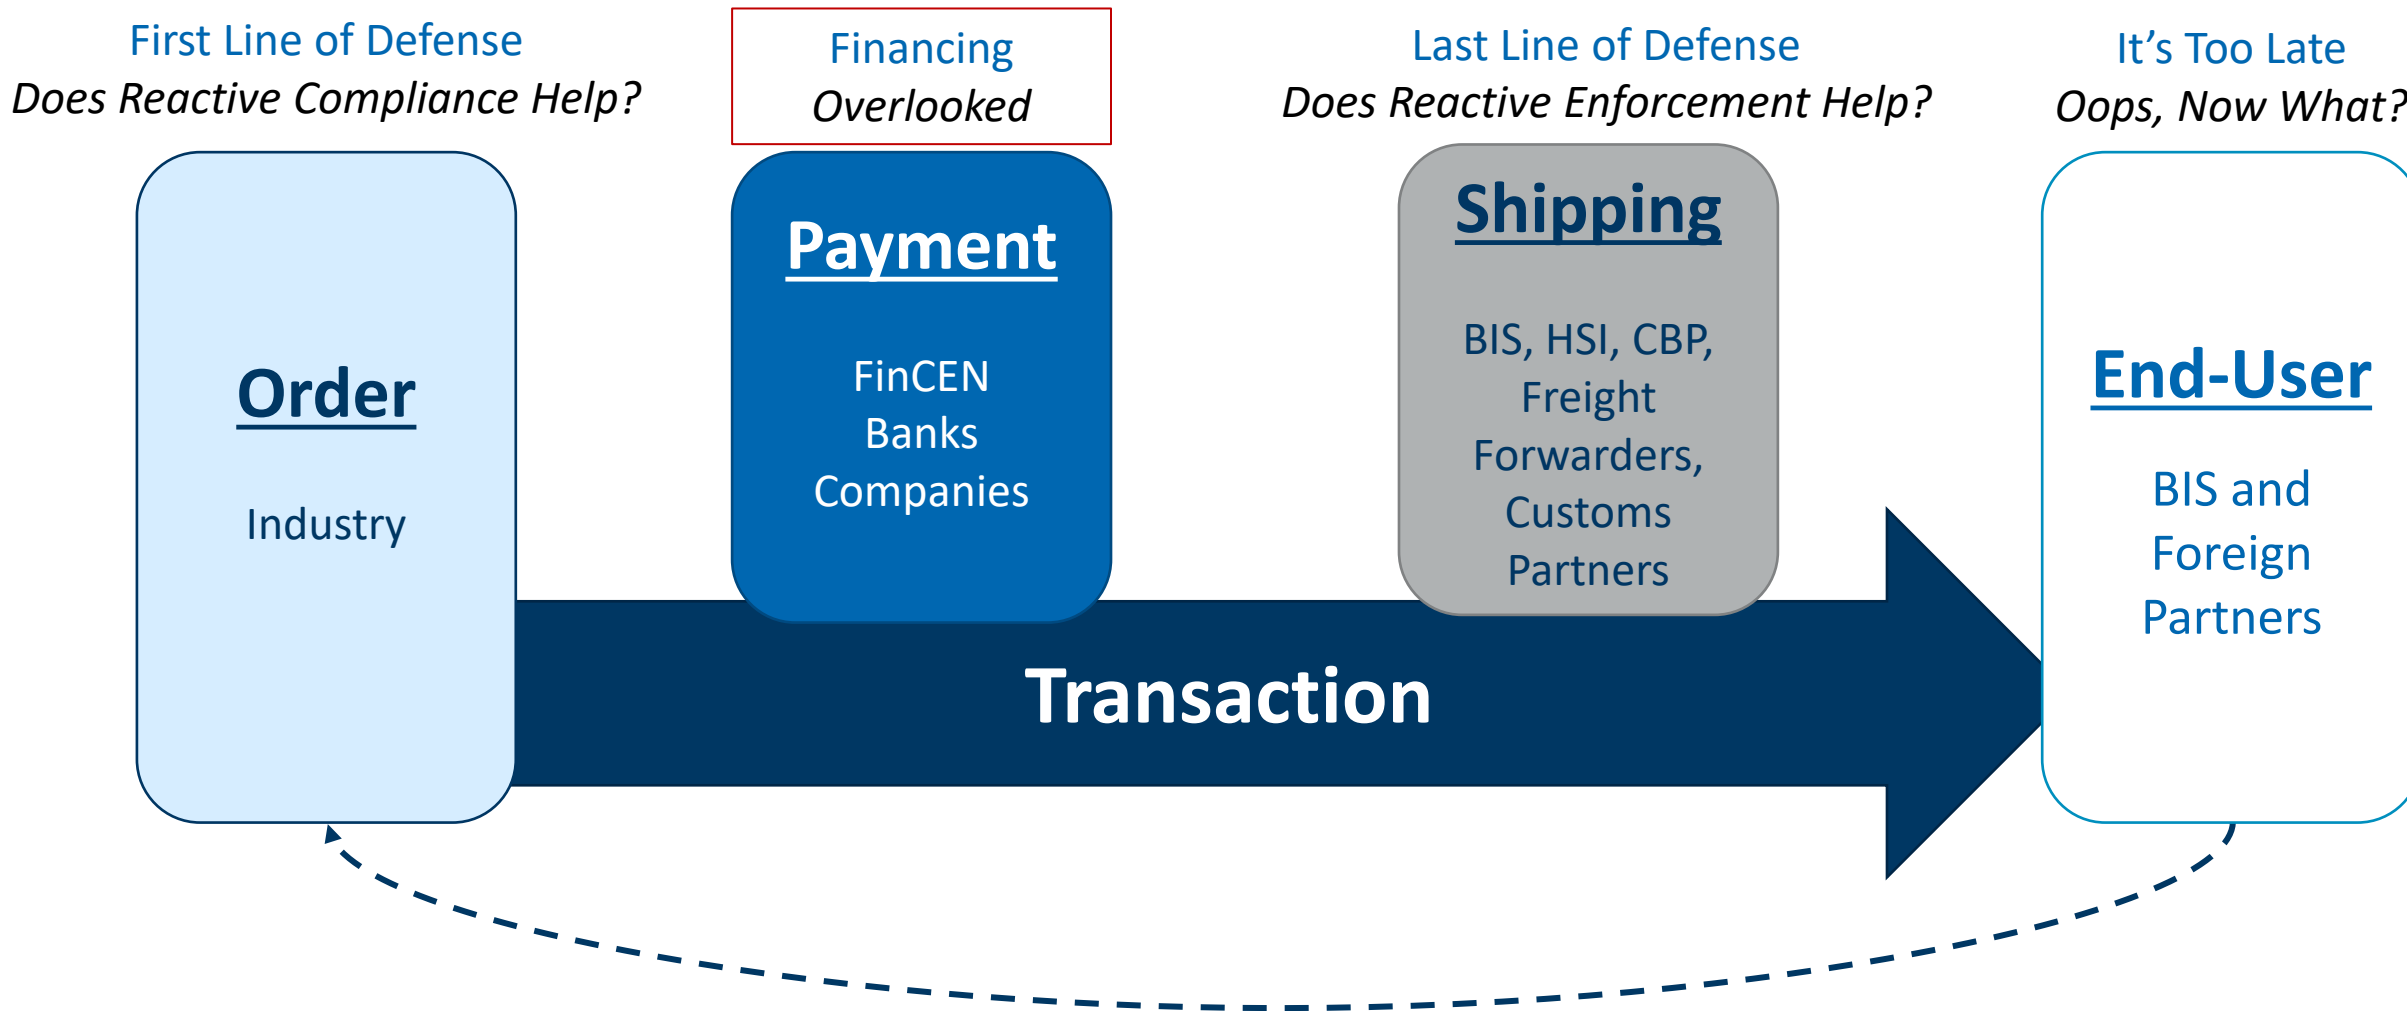 First Line of Defense
Does Reactive Compliance Help?
Financing
Overlooked
Last Line of Defense
Does Reactive Enforcement Help?
It's Too Late
Oops, Now What?
Order
Industry
Payment
FinCEN
Banks
Companies
Shipping
BIS, HSI, CBP,
Freight
Forwarders,
Customs
Partners
End-User
BIS and
Foreign
Partners
Transaction